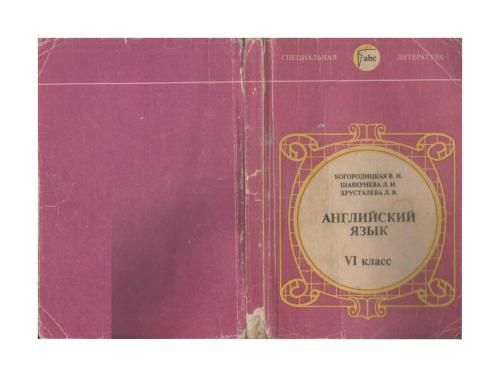 СПЕЦИАЛЬНАЯ abc ЛИТЕРАТУРА
БОГОРОДИЦКАЯ В. Н.
ШАВЕРНЕВА Л. И.
ХРУСТАЛЕВА Л. В.
АНГЛИЙСКИЙ
ЯЗЫК
VI класс